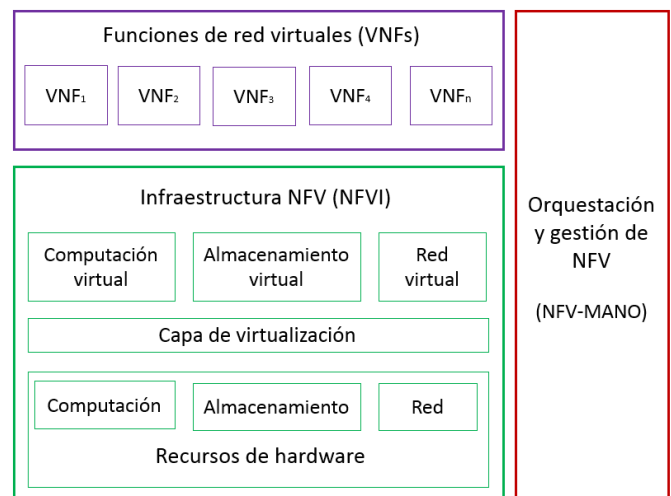 Funciones de red virtuales (VNFs)
VNF₁
VNF₂
VNF₃
VNF₄
VNFₙ
Infraestructura NFV (NFVI)
Computación
virtual
Almacenamiento
virtual
Red
virtual
Capa de virtualización
Computación
Almacenamiento
Red
Recursos de hardware
Orquestación
y gestión de
NFV
(NFV-MANO)